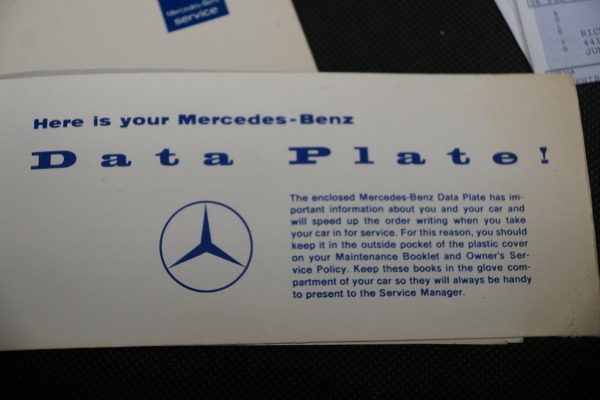 Mercedes-Benz
service
Here is your Mercedes-Benz
Data Plate!
The enclosed Mercedes-Benz Data Plate has im-
portant information about you and your car and
will speed up the order writing when you take
your car in for service. For this reason, you should
keep it in the outside pocket of the plastic cover
on your Maintenance Booklet and Owner's Ser-
vice Policy. Keep these books in the glove com-
partment of your car so they will always be handy
to present to the Service Manager.
RICH
441
JUN